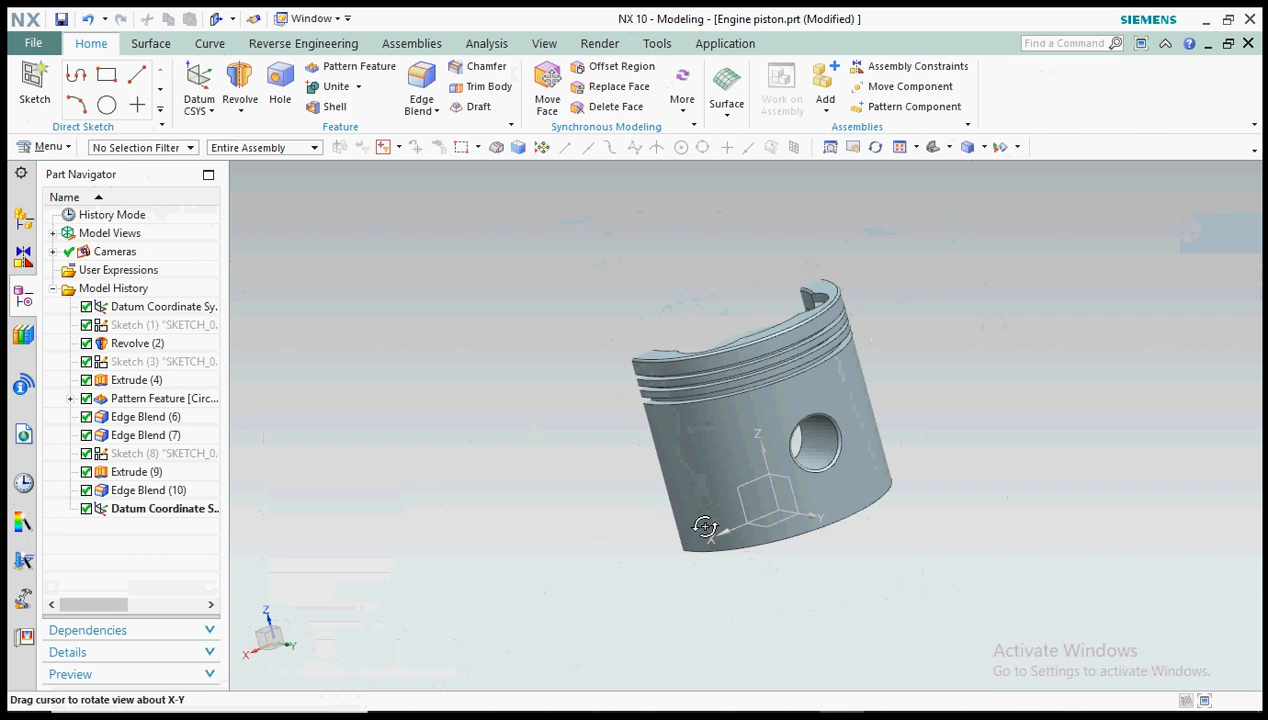 NX Window NX 10 - Modeling - [Engine piston.prt (Modified) ] SIEMENS
File Home Surface Curve Reverse Engineering Assemblies Analysis View Render Tools Application Find a Command
Sketch
Direct Sketch
Datum CSYS
Revolve
Hole
Pattern Feature
Unite
Shell
Edge Blend
Chamfer
Trim Body
Draft
Feature
Move Face
Offset Region
Replace Face
Delete Face
More
Synchronous Modeling
Surface
Work on Assembly
Add
Assembly Constraints
Move Component
Pattern Component
Assemblies
Menu No Selection Filter Entire Assembly
Part Navigator
Name
History Mode
Model Views
Cameras
User Expressions
Model History
Datum Coordinate Sy.
Sketch (1) "SKETCH_0.
Revolve (2)
Sketch (3) "SKETCH_0.
Extrude (4)
Pattern Feature [Circ...
Edge Blend (6)
Edge Blend (7)
Sketch (8) "SKETCH_0.
Extrude (9)
Edge Blend (10)
Datum Coordinate S..
Dependencies
Details
Preview
Z
Y
X
Z
X
Y
Activate Windows
Go to Settings to activate Windows.
Drag cursor to rotate view about X-Y